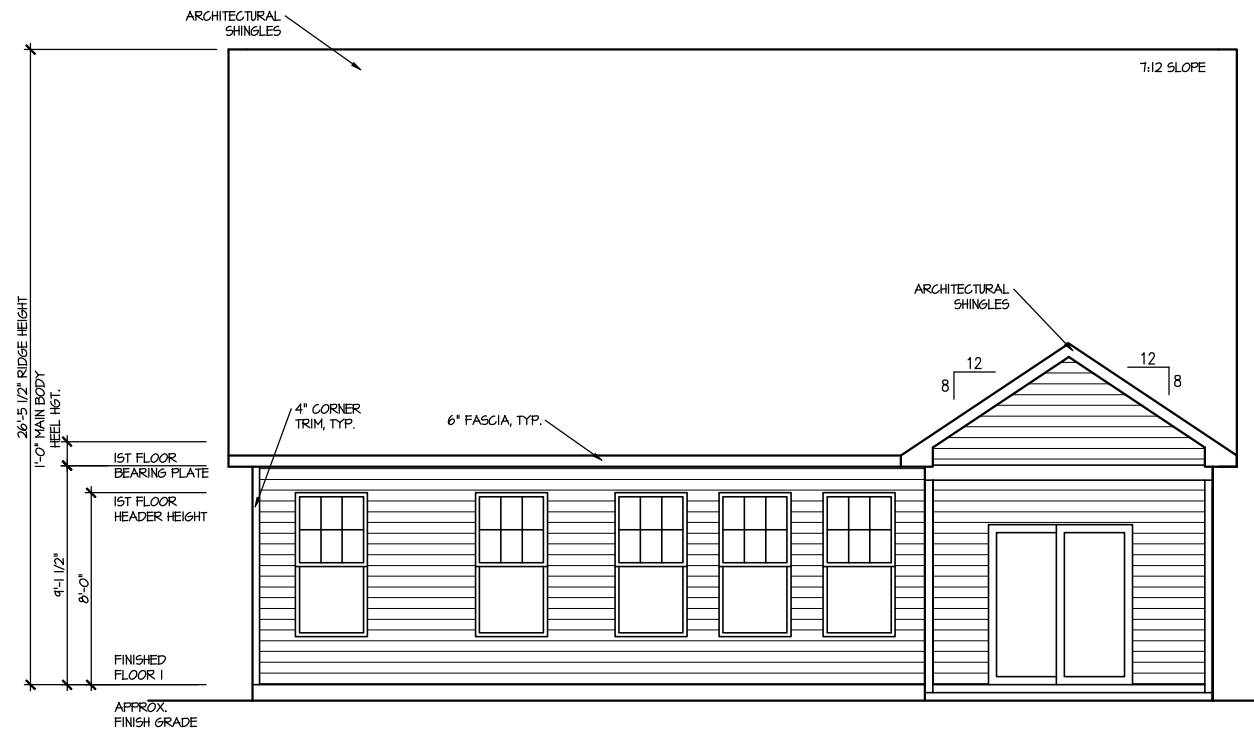 ARCHITECTURAL
SHINGLES
7:12 SLOPE
ARCHITECTURAL
SHINGLES
12
8
12
8
26'-5 1/2" RIDGE HEIGHT
1'-0" MAIN BODY
HEEL HGT.
4" CORNER
TRIM, TYP.
6" FASCIA, TYP.
1ST FLOOR
BEARING PLATE
1ST FLOOR
HEADER HEIGHT
9'-1 1/2"
8'-0"
FINISHED
FLOOR 1
APPROX.
FINISH GRADE